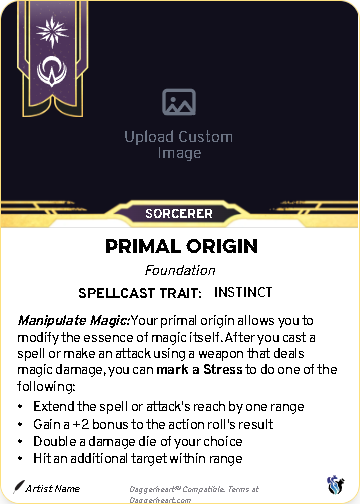 Upload Custom
Image
SORCERER
PRIMAL ORIGIN
Foundation
SPELLCAST TRAIT: INSTINCT
Manipulate Magic:Your primal origin allows you to
modify the essence of magic itself. After you cast a
spell or make an attack using a weapon that deals
magic damage, you can mark a Stress to do one of the
following:
• Extend the spell or attack's reach by one range
• Gain a +2 bonus to the action roll's result
• Double a damage die of your choice
• Hit an additional target within range
Artist Name
Daggerheart™ Compatible. Terms at
Daggerheart.com